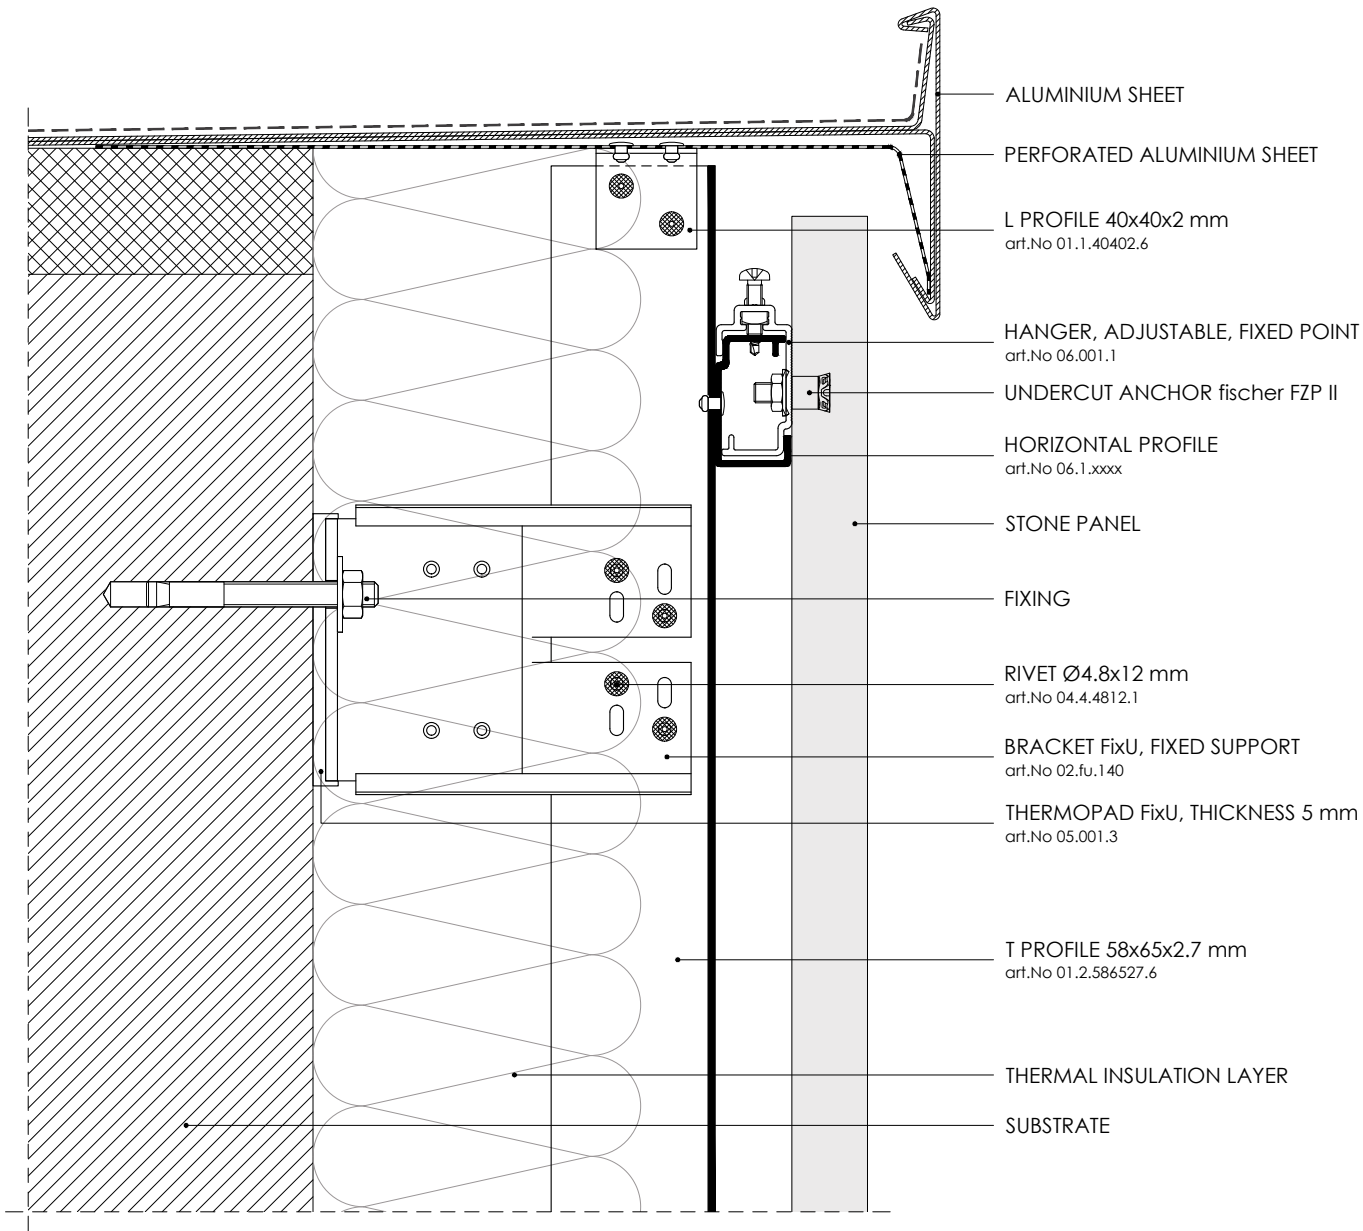 ALUMINIUM SHEET
PERFORATED ALUMINIUM SHEET
L PROFILE 40x40x2 mm
art.No 01.1.40402.6
HANGER, ADJUSTABLE, FIXED POINT
art.No 06.001.1
UNDERCUT ANCHOR fischer FZP II
HORIZONTAL PROFILE
art.No 06.1.xxxx
STONE PANEL
FIXING
RIVET Ø4.8x12 mm
art.No 04.4.4812.1
BRACKET FixU, FIXED SUPPORT
art.No 02.fu.140
THERMOPAD FixU, THICKNESS 5 mm
art.No 05.001.3
T PROFILE 58x65x2.7 mm
art.No 01.2.586527.6
THERMAL INSULATION LAYER
SUBSTRATE